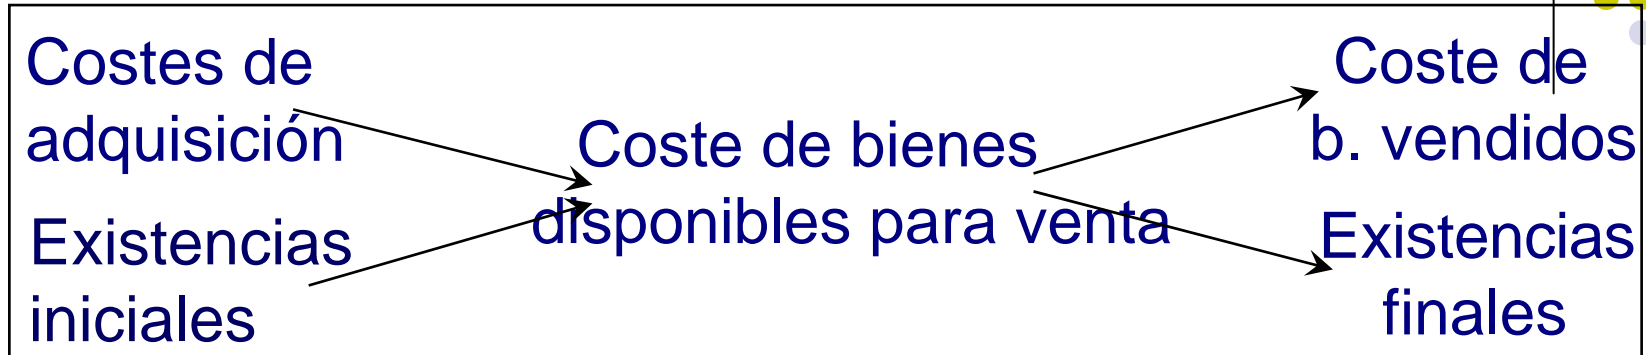 Costes de
adquisición
Existencias
iniciales
Coste de bienes
disponibles para venta
Coste de
b. vendidos
Existencias
finales